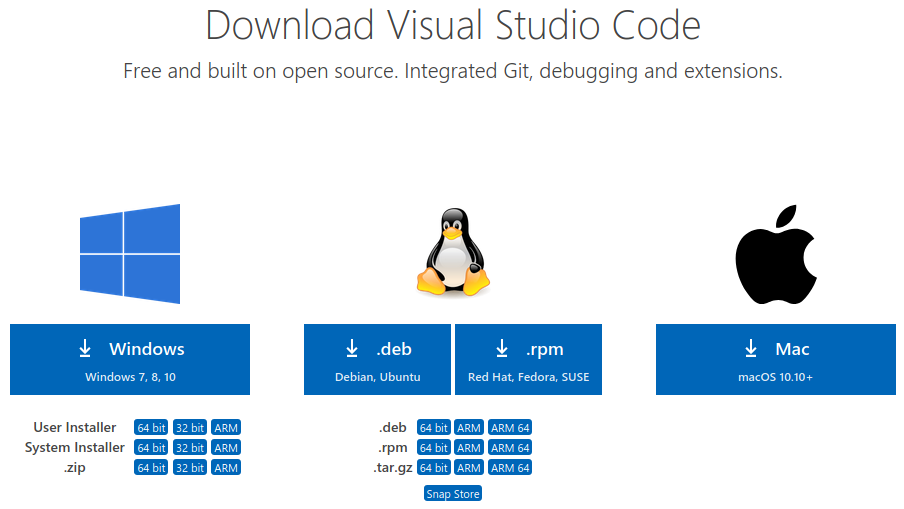 Download Visual Studio Code
Free and built on open source. Integrated Git, debugging and extensions.
Windows
Windows 7, 8, 10
User Installer 64 bit 32 bit ARM
System Installer 64 bit 32 bit ARM
.zip 64 bit 32 bit ARM
.deb
Debian, Ubuntu
.rpm
Red Hat, Fedora, SUSE
.deb 64 bit ARM ARM 64
.rpm 64 bit ARM ARM 64
.tar.gz 64 bit ARM ARM 64
Snap Store
Mac
macOS 10.10+